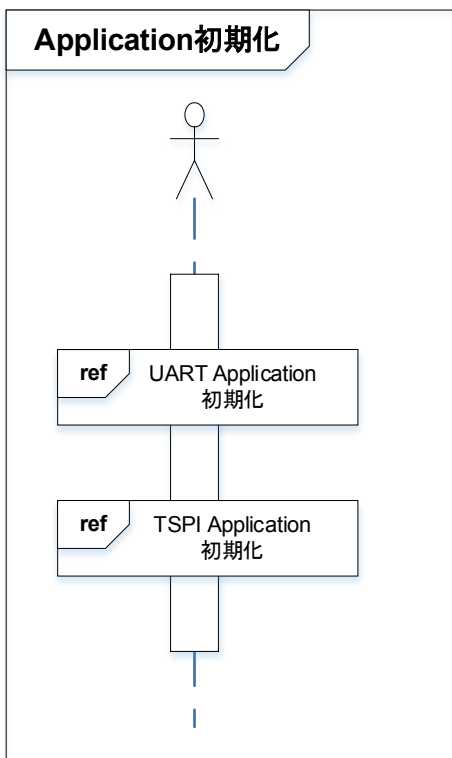 Application初期化
ref
UART Application
初期化
ref
TSPI Application
初期化